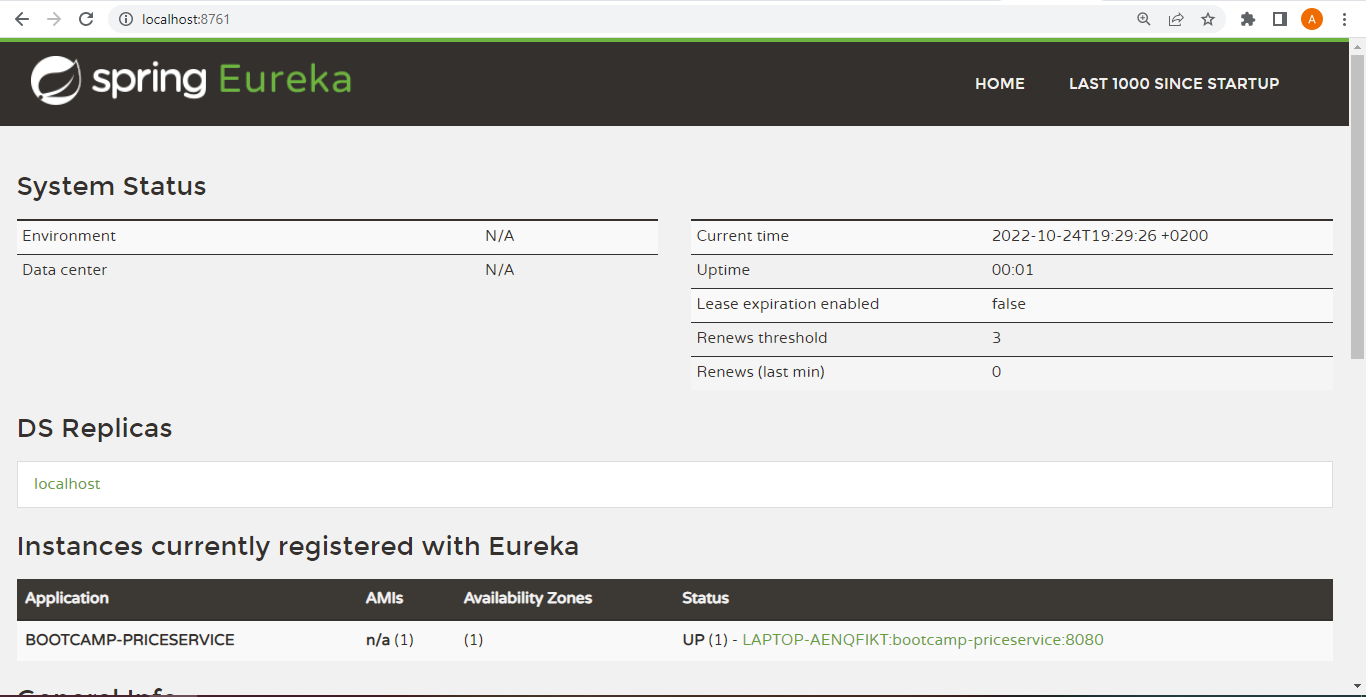 localhost:8761
A
spring Eureka
HOME LAST 1000 SINCE STARTUP
System Status
Environment N/A
Data center N/A
Current time 2022-10-24T19:29:26 +0200
Uptime 00:01
Lease expiration enabled false
Renews threshold 3
Renews (last min) 0
DS Replicas
localhost
Instances currently registered with Eureka
Application AMIs Availability Zones Status
BOOTCAMP-PRICESERVICE n/a (1) (1) UP (1) - LAPTOP-AENQFIKT:bootcamp-priceservice:8080
General Info